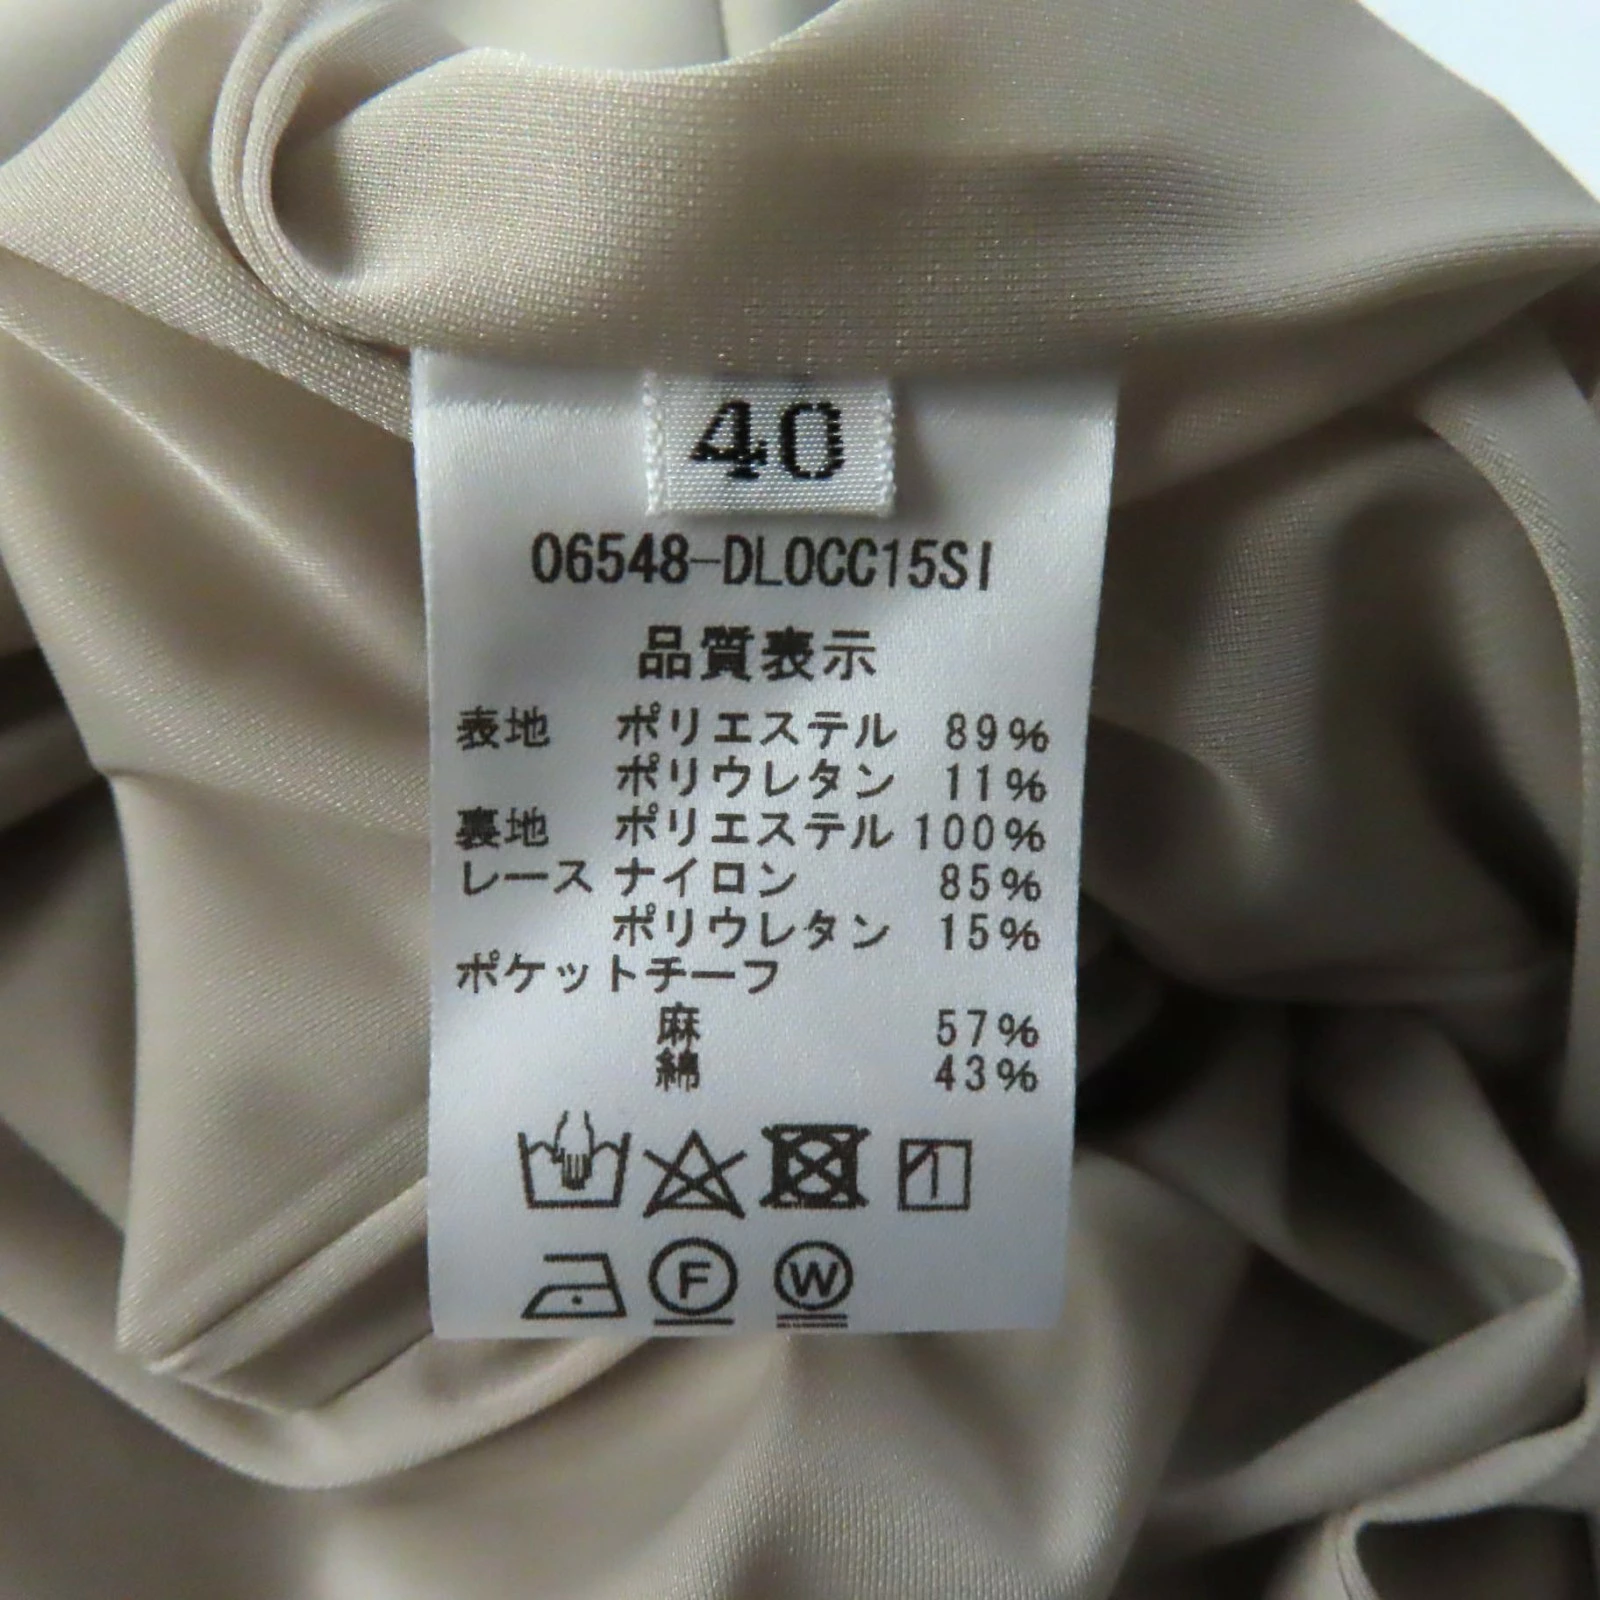 40
06548-DL0CC15SI
品質表示
表地 ポリエステル 89%
ポリウレタン 11%
裏地 ポリエステル 100%
レース ナイロン 85%
ポリウレタン 15%
ポケットチーフ
麻 57%
綿 43%
F W